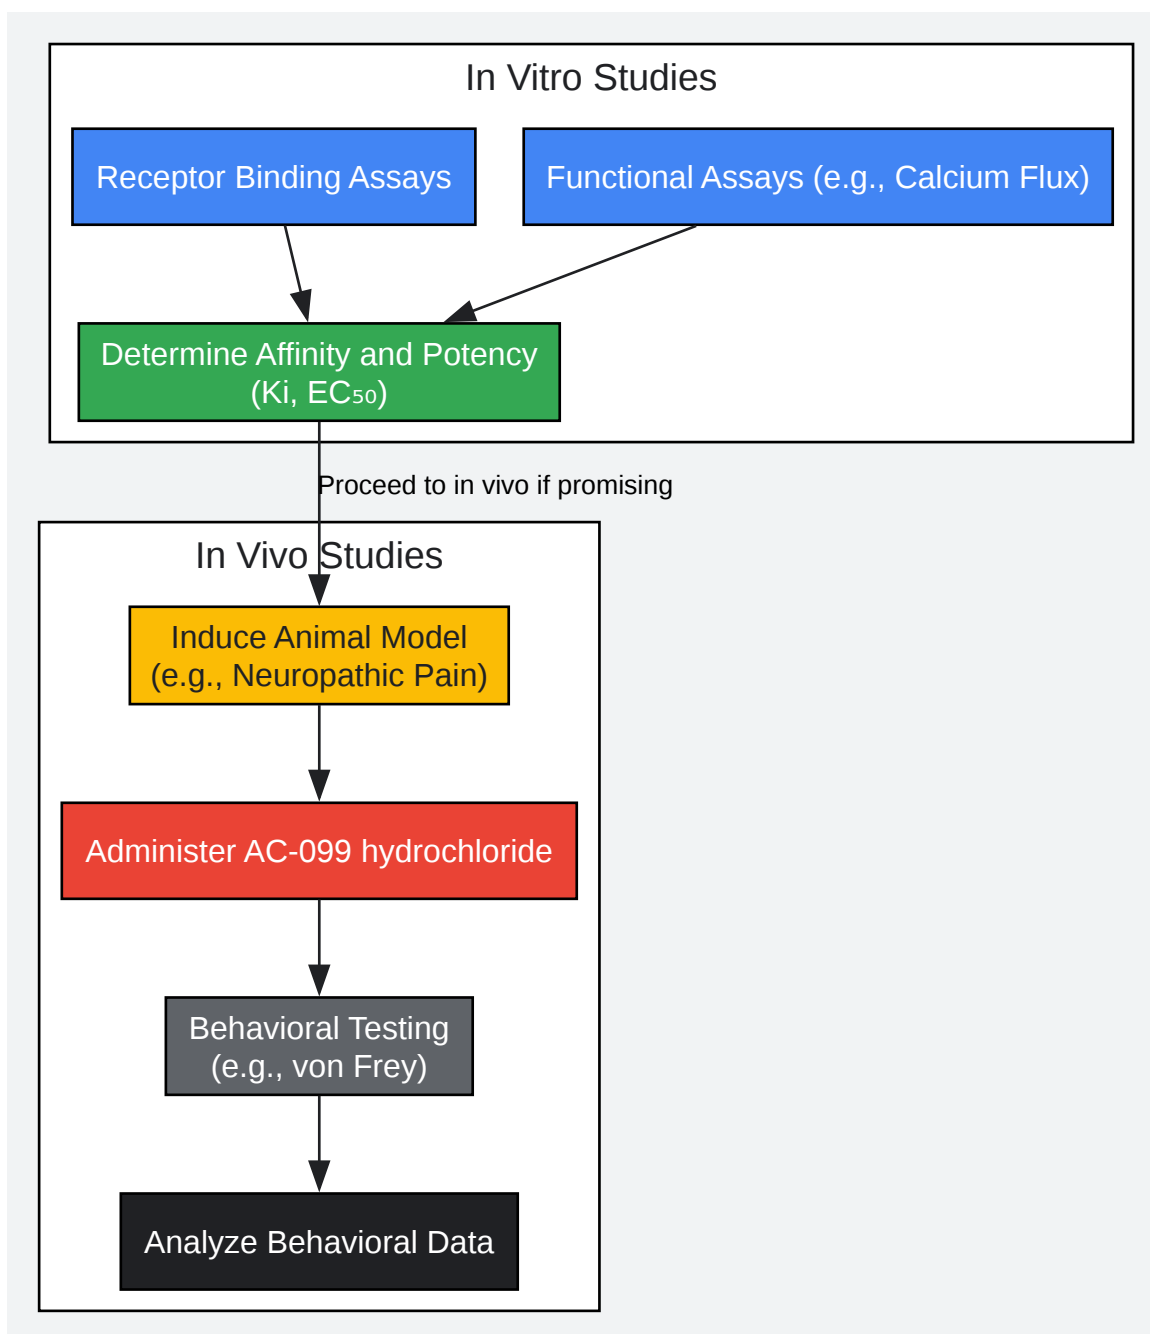 In Vitro Studies
Receptor Binding Assays
Functional Assays (e.g., Calcium Flux)
Determine Affinity and Potency
(Ki, EC₅₀)
Proceed to in vivo if promising
In Vivo Studies
Induce Animal Model
(e.g., Neuropathic Pain)
Administer AC-099 hydrochloride
Behavioral Testing
(e.g., von Frey)
Analyze Behavioral Data